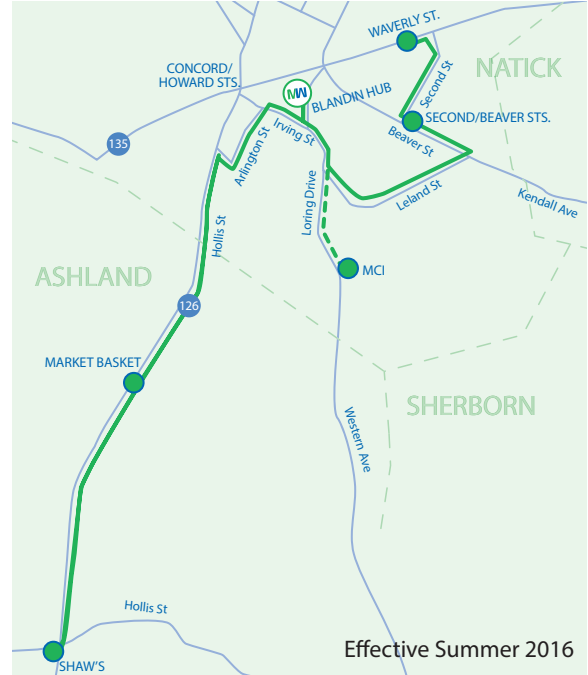 WAVERLY ST.
NATICK
CONCORD/
HOWARD STS.
MW
BLANDIN HUB
Second St
SECOND/BEAVER STS.
135
Irving St
Arlington St
Beaver St
Leland St
Kendall Ave
Loring Drive
Hollis St
ASHLAND
MCI
126
MARKET BASKET
SHERBORN
Western Ave
Hollis St
Effective Summer 2016
SHAW'S